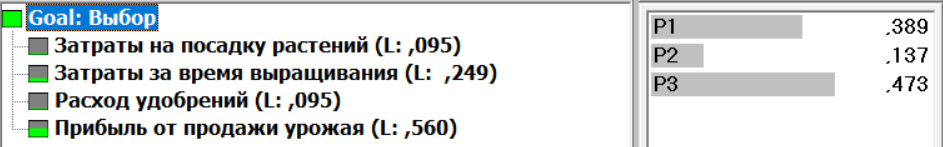 Goal: Выбор
Затраты на посадку растений (L: ,095)
Затраты за время выращивания (L: ,249)
Расход удобрений (L: ,095)
Прибыль от продажи урожая (L: ,560)
P1 ,389
P2 ,137
P3 ,473